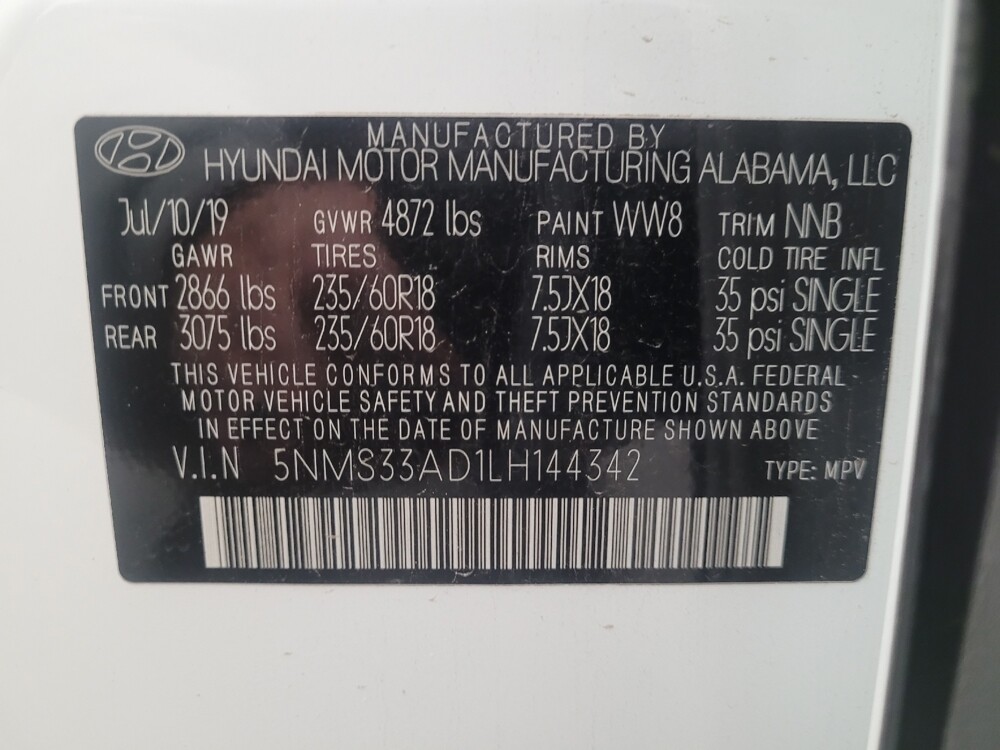 MANUFACTURED BY
HYUNDAI MOTOR MANUFACTURING ALABAMA, LLC
Jul/10/19 GVWR 4872 lbs PAINT WW8 TRIM NNB
GAWR TIRES RIMS COLD TIRE INFL
FRONT 2866 lbs 235/60R18 7.5JX18 35 psi SINGLE
REAR 3075 lbs 235/60R18 7.5JX18 35 psi SINGLE
THIS VEHICLE CONFORMS TO ALL APPLICABLE U.S.A. FEDERAL
MOTOR VEHICLE SAFETY AND THEFT PREVENTION STANDARDS
IN EFFECT ON THE DATE OF MANUFACTURE SHOWN ABOVE
V.I.N 5NMS33AD1LH144342 TYPE: MPV